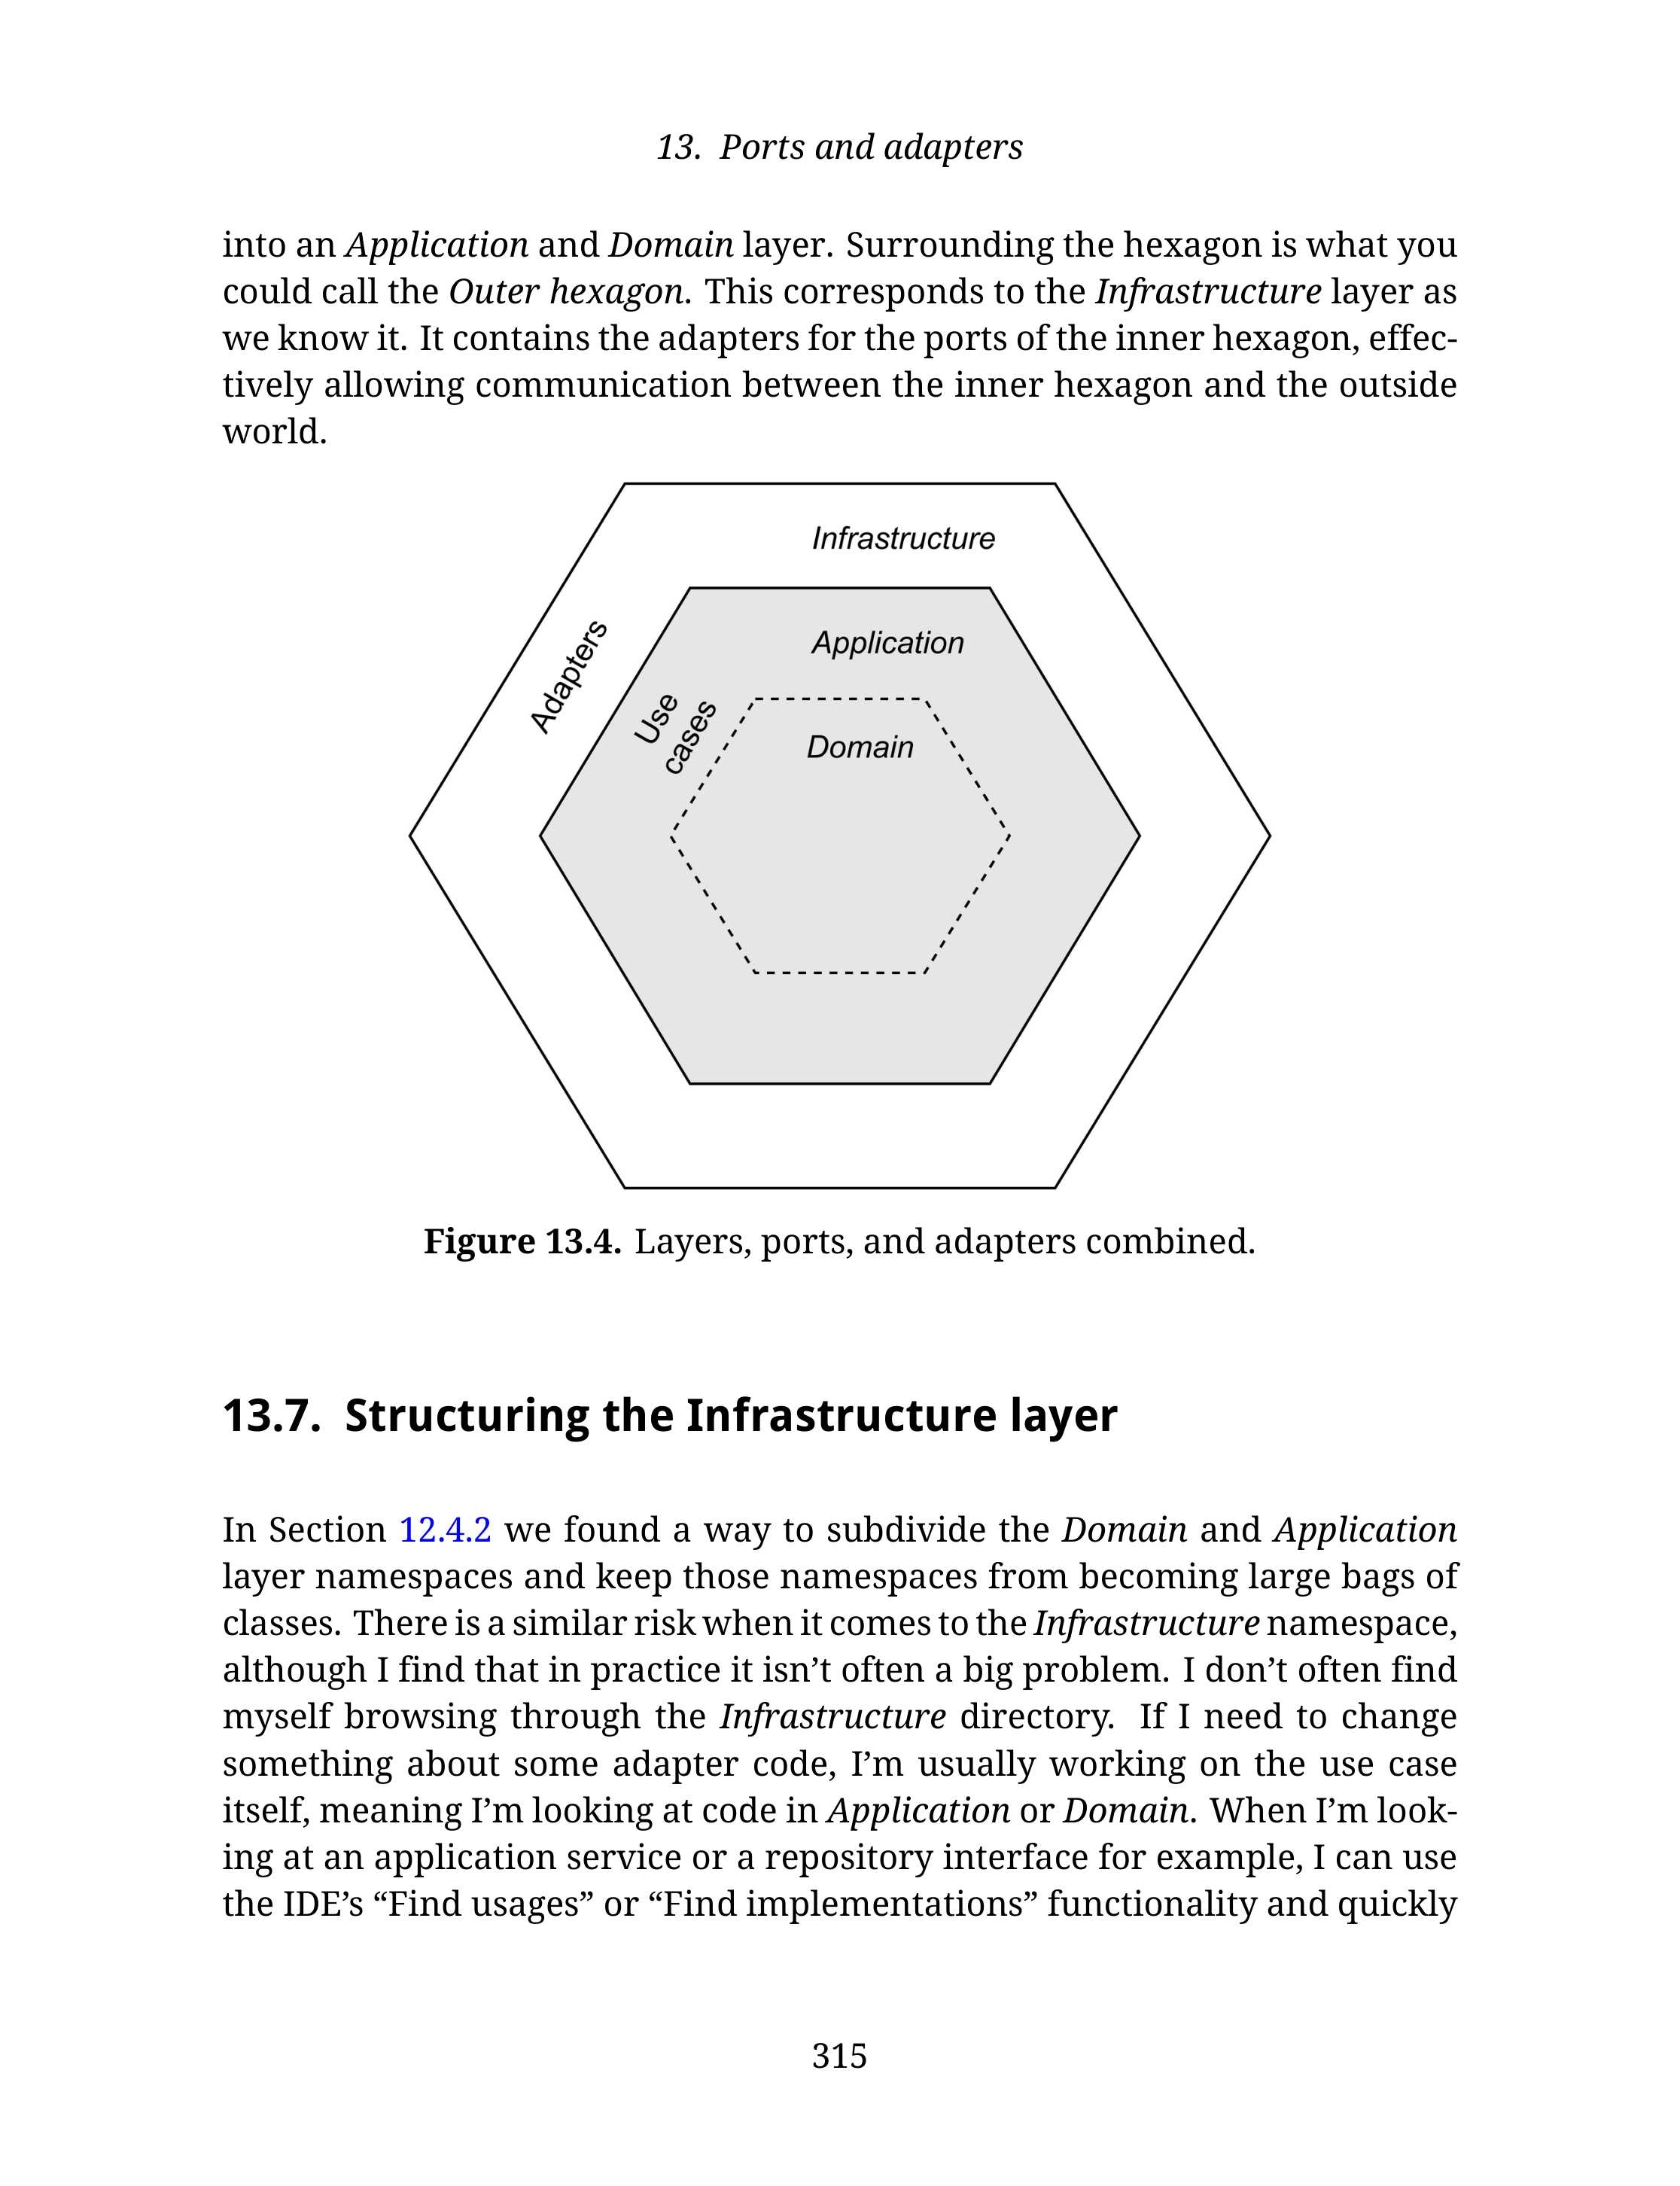 13. Ports and adapters
into an Application and Domain layer. Surrounding the hexagon is what you
could call the Outer hexagon. This corresponds to the Infrastructure layer as
we know it. It contains the adapters for the ports of the inner hexagon, effec-
tively allowing communication between the inner hexagon and the outside
world.
Infrastructure
Adapters
Application
Use
cases
Domain
Figure 13.4. Layers, ports, and adapters combined.
13.7. Structuring the Infrastructure layer
In Section 12.4.2 we found a way to subdivide the Domain and Application
layer namespaces and keep those namespaces from becoming large bags of
classes. There is a similar risk when it comes to the Infrastructure namespace,
although I find that in practice it isn’t often a big problem. I don’t often find
myself browsing through the Infrastructure directory. If I need to change
something about some adapter code, I’m usually working on the use case
itself, meaning I’m looking at code in Application or Domain. When I’m look-
ing at an application service or a repository interface for example, I can use
the IDE’s “Find usages” or “Find implementations” functionality and quickly
315